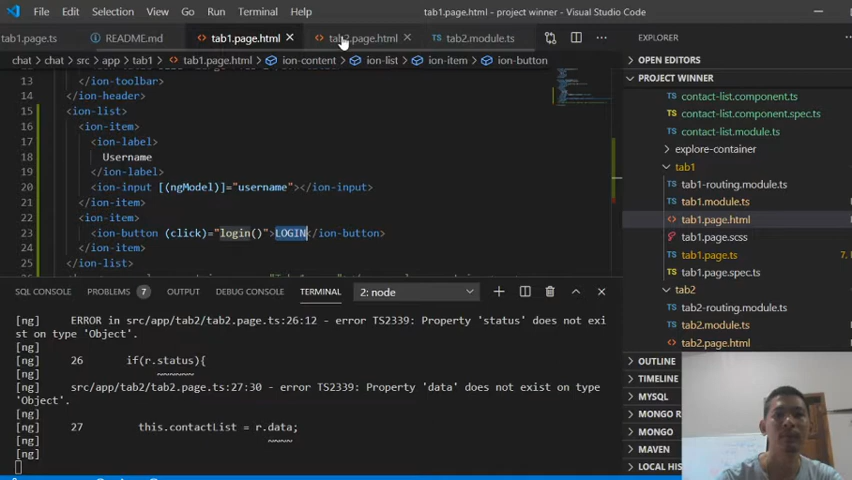 File Edit Selection View Go Run Terminal Help tab1.page.html - project winner - Visual Studio Code
tab1.page.ts README.md tab1.page.html tab2.page.html tab2.module.ts EXPLORER
chat > chat > src > app > tab1 > tab1.page.html > ion-content > ion-list > ion-item > ion-button
OPEN EDITORS
PROJECT WINNER
contact-list.component.ts
contact-list.component.spec.ts
contact-list.module.ts
explore-container
tab1
tab1-routing.module.ts
tab1.module.ts
tab1.page.html
tab1.page.scss
tab1.page.ts 7,
tab1.page.spec.ts
tab2
tab2-routing.module.ts
tab2.module.ts
tab2.page.html
OUTLINE
TIMELINE
MYSQL
MONGO R
MONGO
MAVEN
LOCAL HIS
13 </ion-toolbar>
14 </ion-header>
15 <ion-list>
16 <ion-item>
17 <ion-label>
18 Username
19 </ion-label>
20 <ion-input [(ngModel)]="username"></ion-input>
21 </ion-item>
22 <ion-item>
23 <ion-button (click)="login()">LOGIN</ion-button>
24 </ion-item>
25 </ion-list>
SQL CONSOLE PROBLEMS 7 OUTPUT DEBUG CONSOLE TERMINAL 2: node
[ng] ERROR in src/app/tab2/tab2.page.ts:26:12 - error TS2339: Property 'status' does not exi
st on type 'Object'.
[ng]
[ng] 26 if(r.status){
[ng] ~~~~~~
[ng] src/app/tab2/tab2.page.ts:27:30 - error TS2339: Property 'data' does not exist on type
'Object'.
[ng]
[ng] 27 this.contactList = r.data;
[ng] ~~~~
[ng]